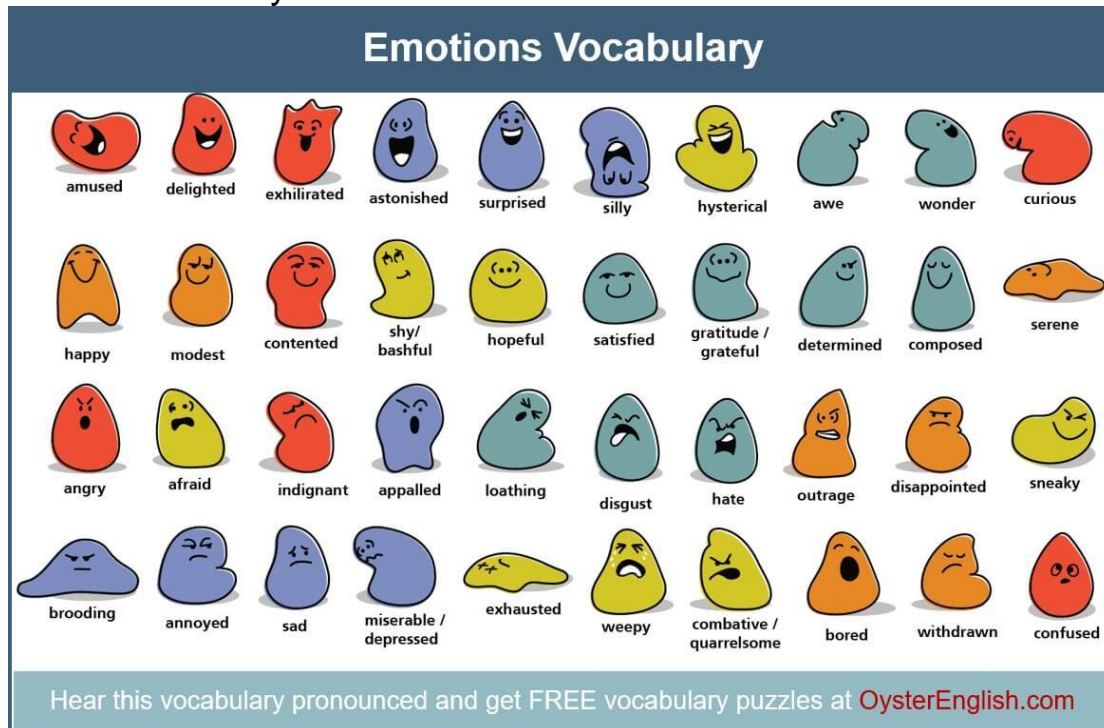 Emotions Vocabulary
amused delighted exhilirated astonished surprised silly hysterical awe wonder curious
happy modest contented shy/ bashful hopeful satisfied gratitude / grateful determined composed serene
angry afraid indignant appalled loathing disgust hate outrage disappointed sneaky
brooding annoyed sad miserable / depressed exhausted weepy combative / quarrelsome bored withdrawn confused
Hear this vocabulary pronounced and get FREE vocabulary puzzles at OysterEnglish.com